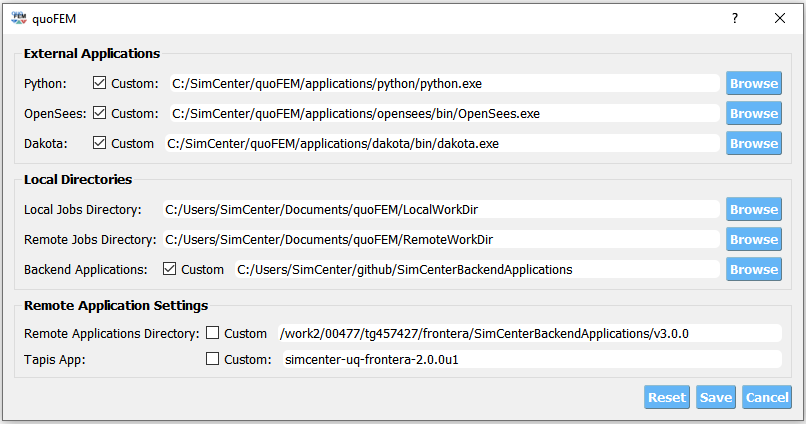 FEM quoFEM ?
External Applications
Python: Custom: C:/SimCenter/quoFEM/applications/python/python.exe Browse
OpenSees: Custom: C:/SimCenter/quoFEM/applications/opensees/bin/OpenSees.exe Browse
Dakota: Custom C:/SimCenter/quoFEM/applications/dakota/bin/dakota.exe Browse
Local Directories
Local Jobs Directory: C:/Users/SimCenter/Documents/quoFEM/LocalWorkDir Browse
Remote Jobs Directory: C:/Users/SimCenter/Documents/quoFEM/RemoteWorkDir Browse
Backend Applications: Custom C:/Users/SimCenter/github/SimCenterBackendApplications Browse
Remote Application Settings
Remote Applications Directory: Custom /work2/00477/tg457427/frontera/SimCenterBackendApplications/v3.0.0
Tapis App: Custom: simcenter-uq-frontera-2.0.0u1
Reset Save Cancel